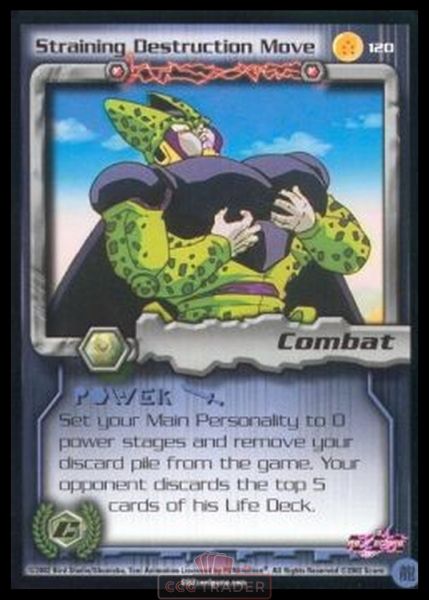 Straining Destruction Move
120
Combat
POWER
Set your Main Personality to 0
power stages and remove your
discard pile from the game. Your
opponent discards the top 5
cards of his Life Deck.
CCG TRADER